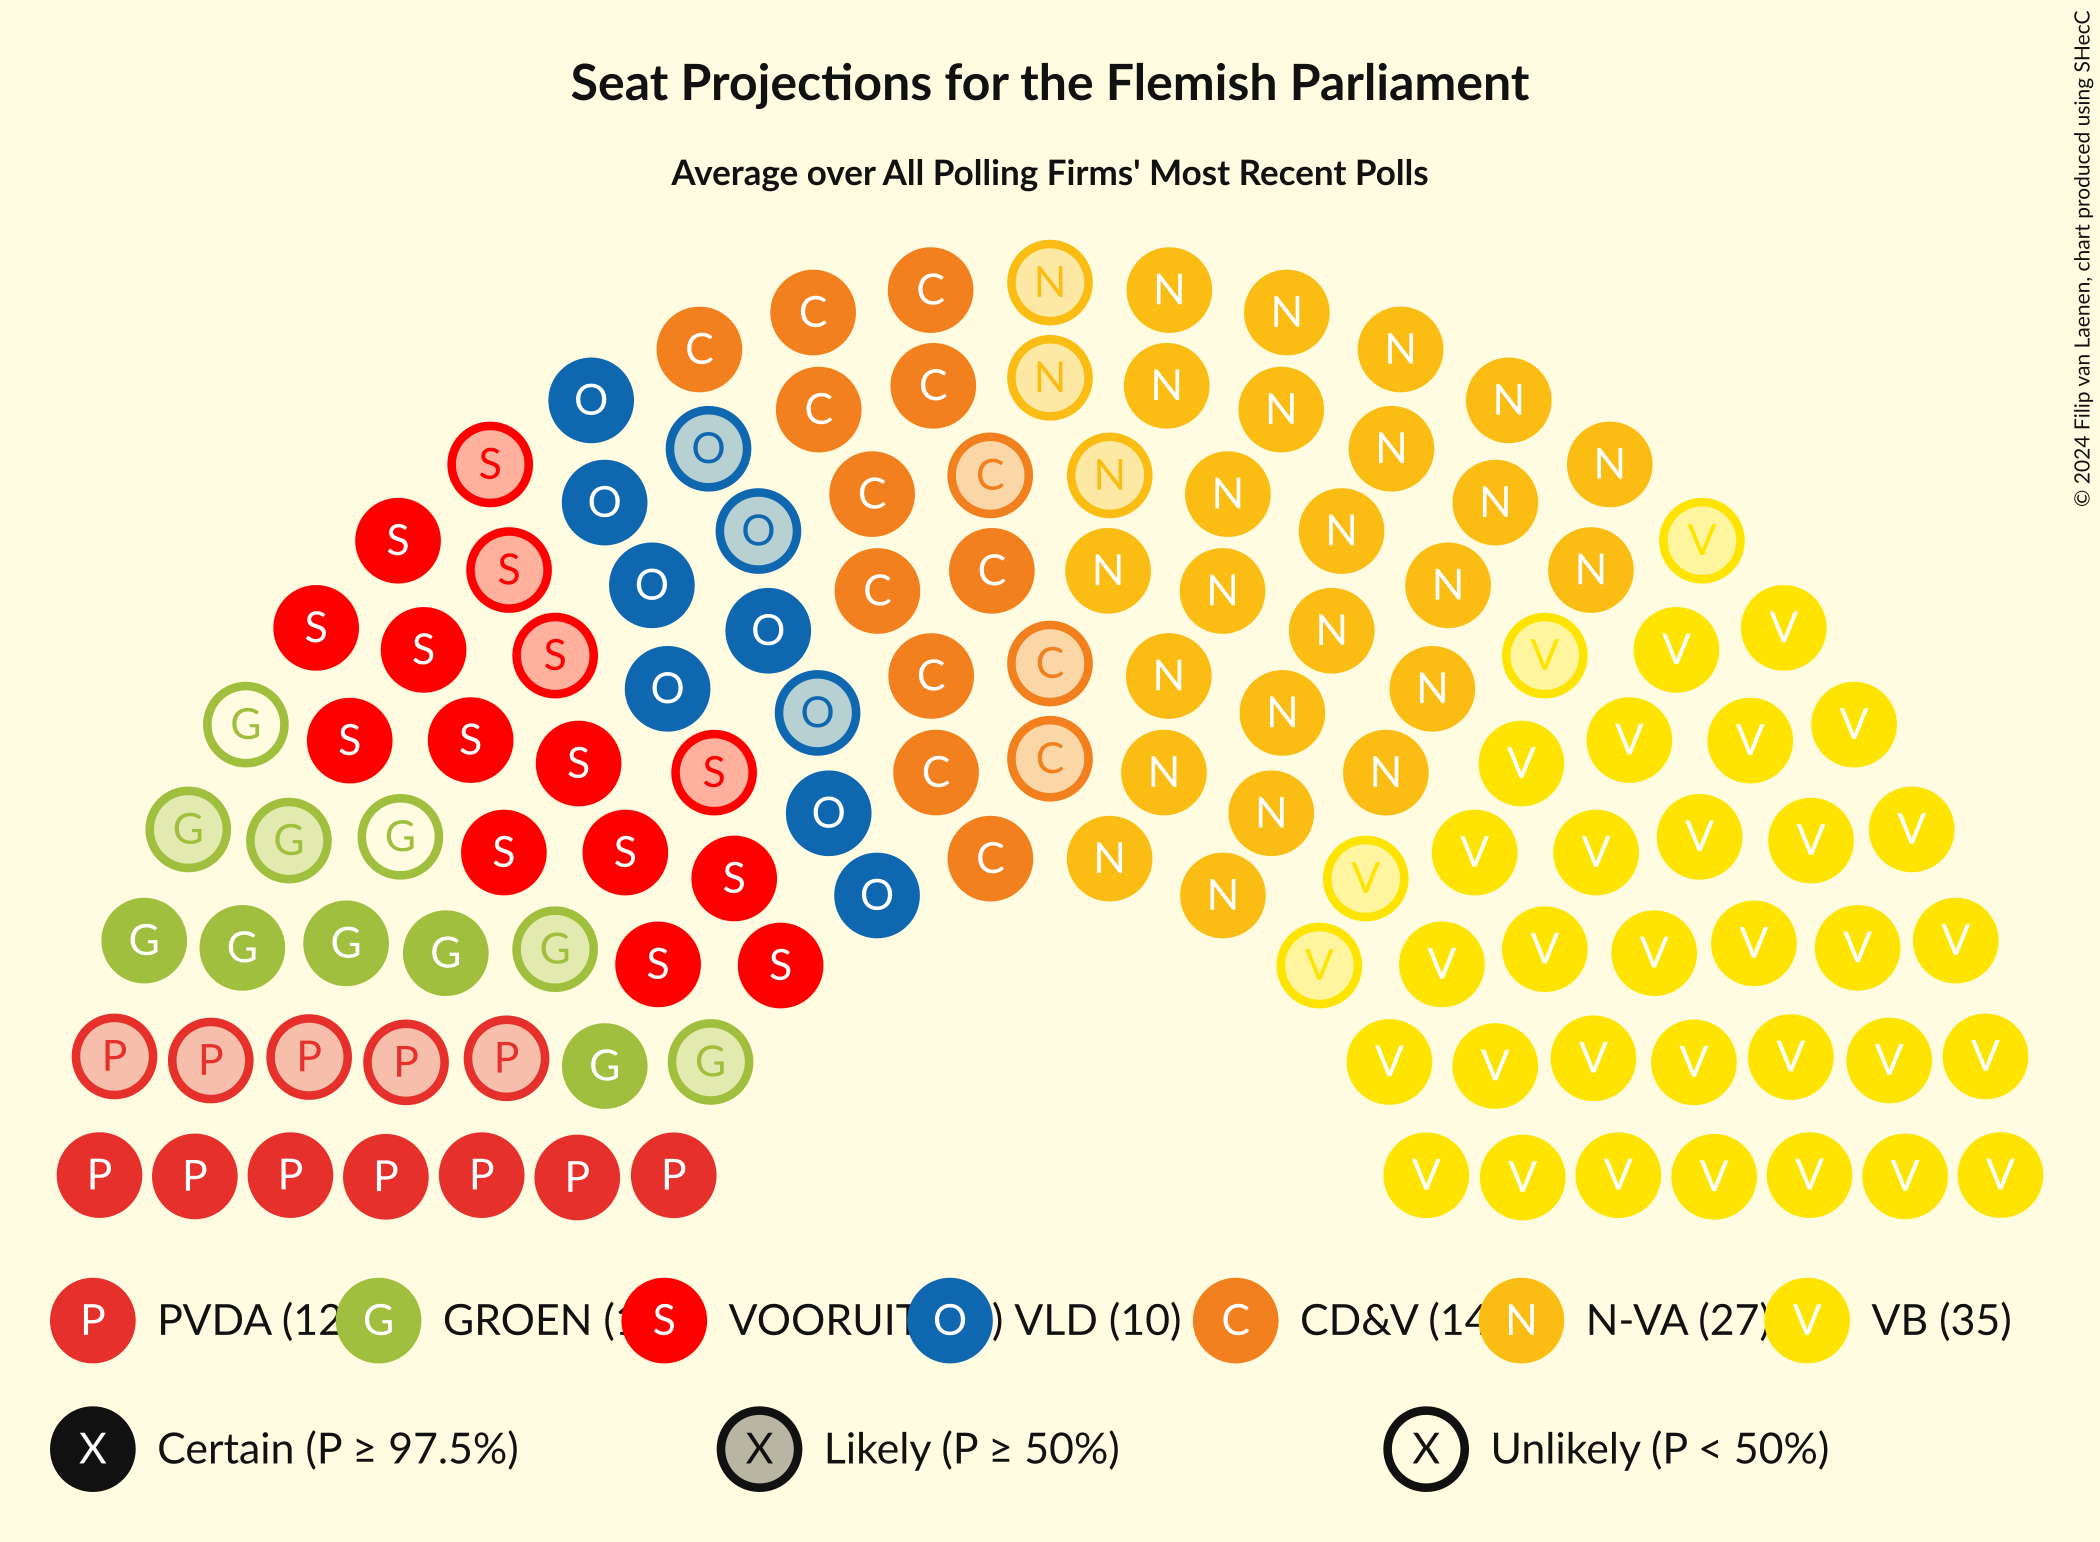 Seat Projections for the Flemish Parliament
Average over All Polling Firms' Most Recent Polls
© 2024 Filip van Laenen, chart produced using SHecC
C N N
C N
C N
C N N
O C N N
O N
S N
C N
C N
O N
O N
S V
S C N N
O C N N
S O N V
S V
S C V
C N
O N
O N
G V
S S V V
S C V
S C N N
O N
G V
G G V V
S S C N V V
S V
O N
G G G G G V V V V V V
S S V V
P P P P P G G V V V V V V V
P P P P P P P V V V V V V V
P PVDA (12 G GROEN (1 S VOORUIT O ) VLD (10) C CD&V (14 N N-VA (27) V VB (35)
X Certain (P ≥ 97.5%) X Likely (P ≥ 50%) X Unlikely (P < 50%)